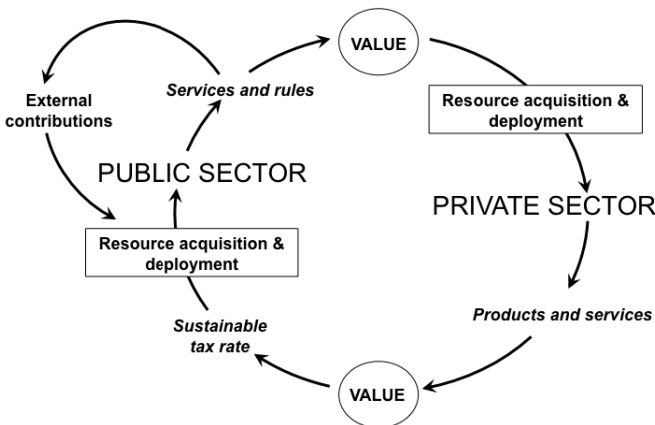 VALUE
Services and rules
External
contributions
Resource acquisition &
deployment
PUBLIC SECTOR
PRIVATE SECTOR
Resource acquisition &
deployment
Products and services
Sustainable
tax rate
VALUE